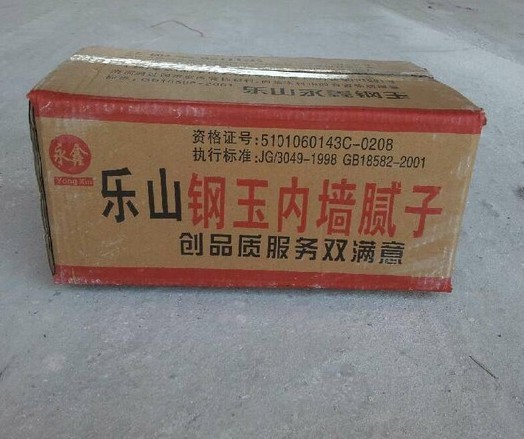 乐山永鑫钢玉
永鑫
Yong Xin
资格证号:5101060143C-0208
执行标准:JG/3049-1998 GB18582-2001
乐山钢玉内墙腻子
创品质服务双满意